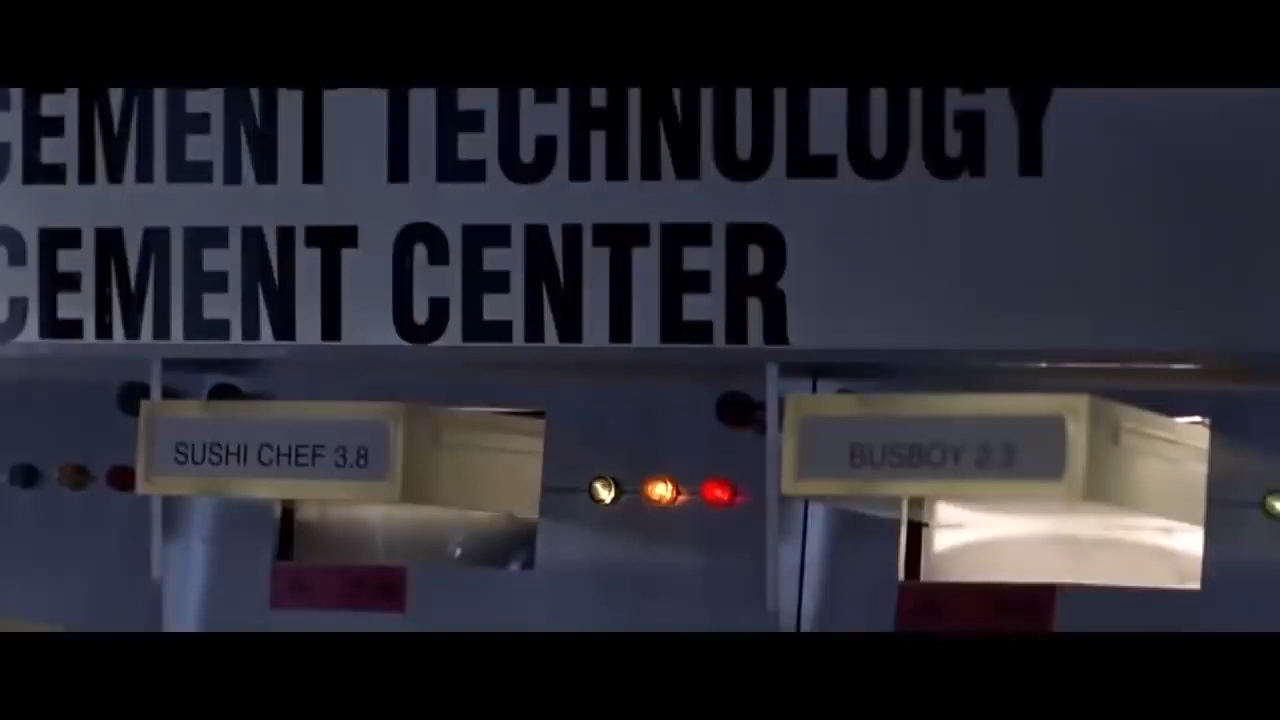 CEMENT TECHNOLOGY
CEMENT CENTER
SUSHI CHEF 3.8
BUSBOY 2.3